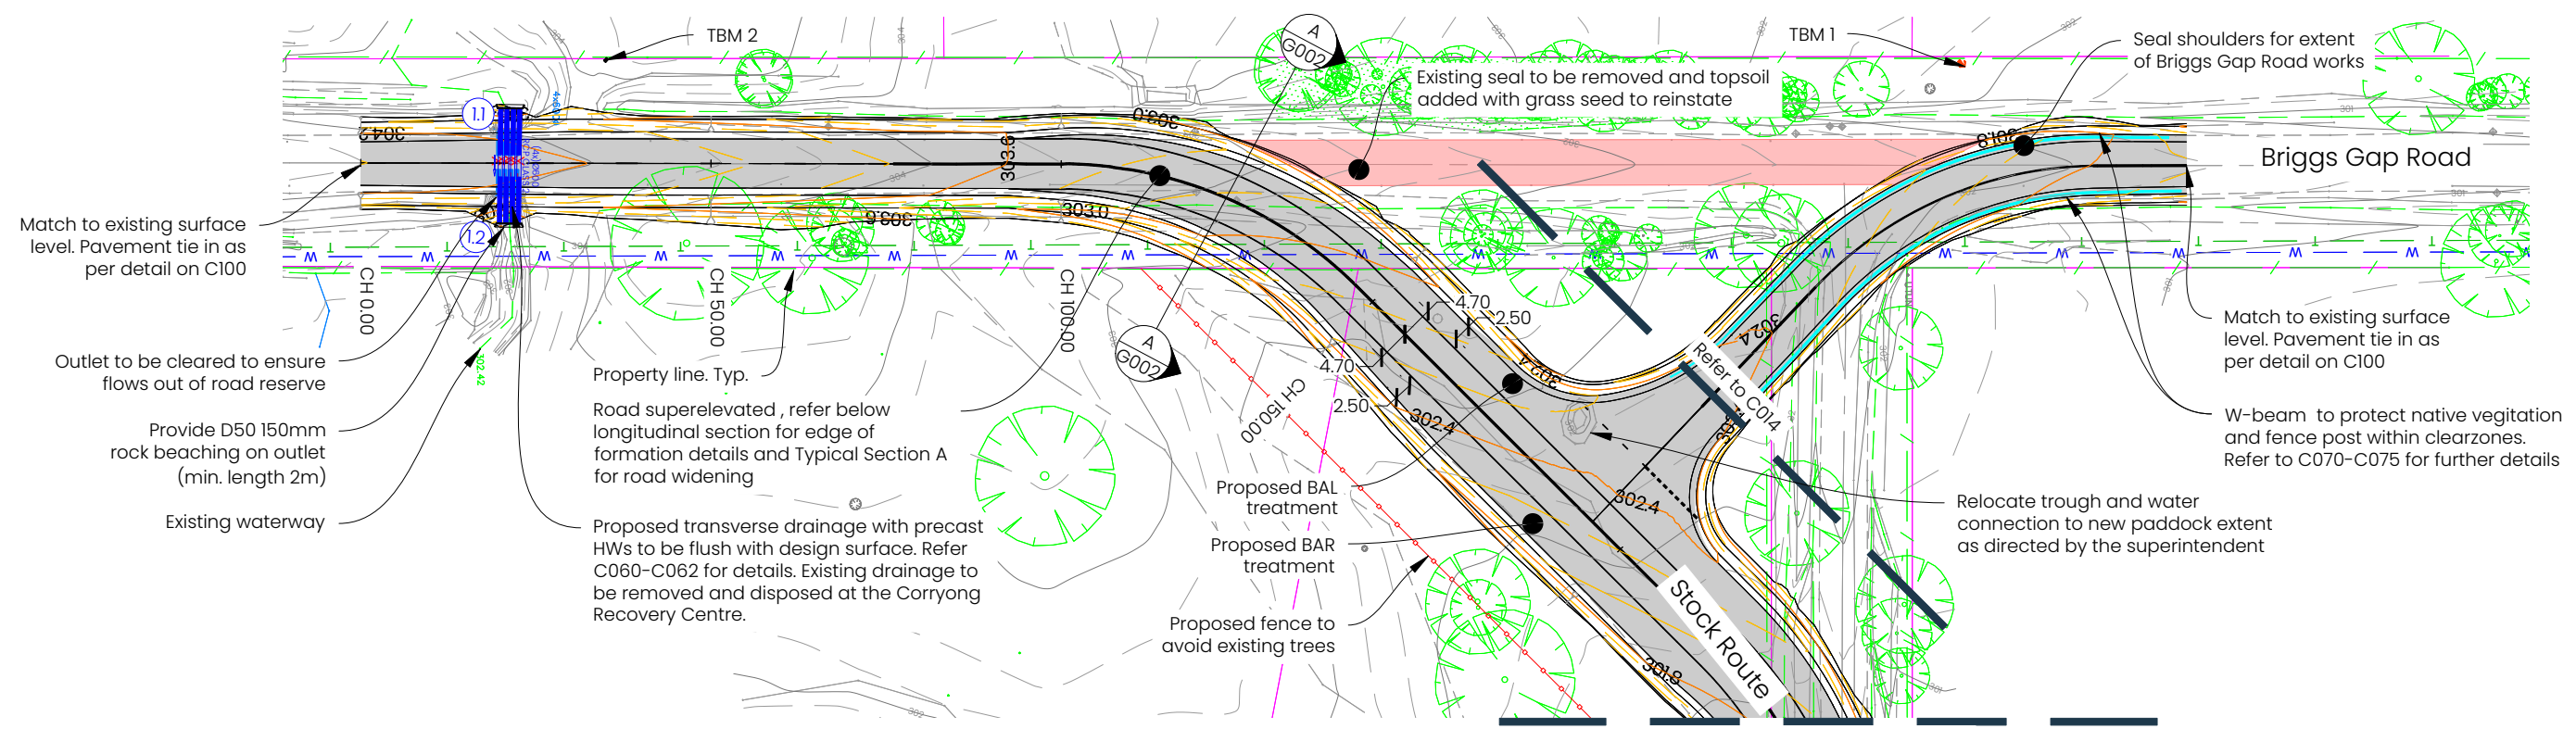 TBM 2
A
G002
TBM 1
Seal shoulders for extent
of Briggs Gap Road works
Existing seal to be removed and topsoil
added with grass seed to reinstate
1.1
304.2
303.0
303.6
301.8
Briggs Gap Road
Match to existing surface
level. Pavement tie in as
per detail on C100
1.2
303.6
303.0
CH 0.00
CH 50.00
CH 100.00
4.70
2.50
A
G002
4.70
2.50
302.4
302.4
Refer to C014
Match to existing surface
level. Pavement tie in as
per detail on C100
Outlet to be cleared to ensure
flows out of road reserve
302.42
Property line. Typ.
CH 150.00
302.4
Road superelevated , refer below
longitudinal section for edge of
formation details and Typical Section A
for road widening
Provide D50 150mm
rock beaching on outlet
(min. length 2m)
W-beam to protect native vegitation
and fence post within clearzones.
Refer to C070-C075 for further details
Existing waterway
Proposed BAL
treatment
302.4
Relocate trough and water
connection to new paddock extent
as directed by the superintendent
Proposed transverse drainage with precast
HWs to be flush with design surface. Refer
C060-C062 for details. Existing drainage to
be removed and disposed at the Corryong
Recovery Centre.
Proposed BAR
treatment
Proposed fence to
avoid existing trees
Stock Route
301.8